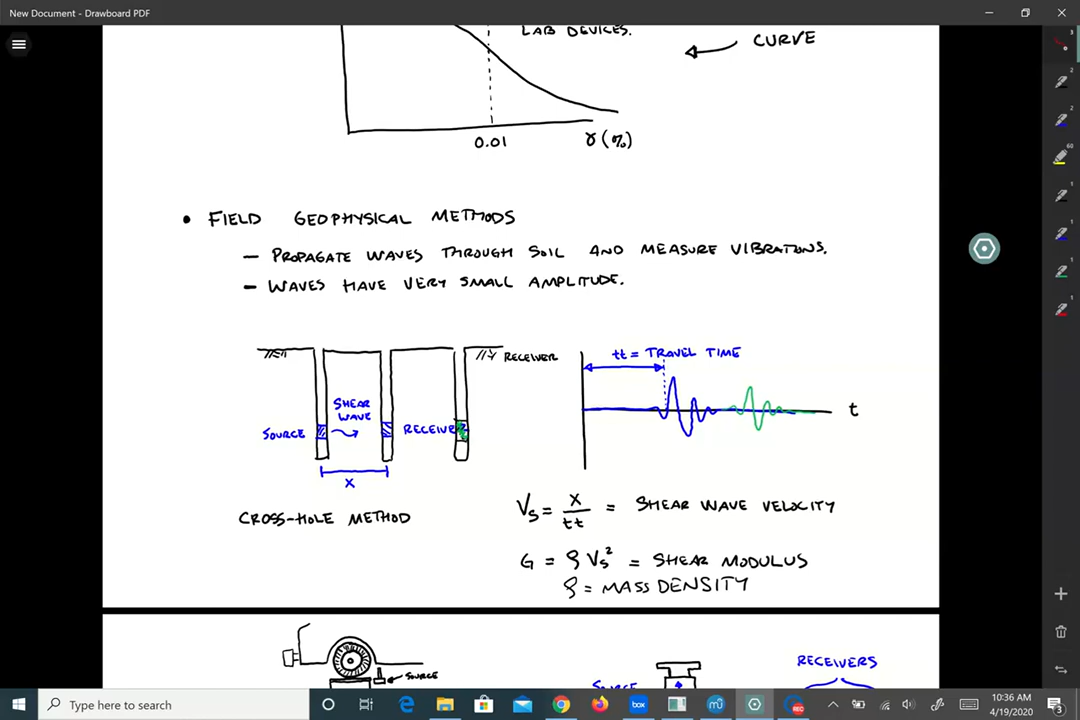 New Document - Drawboard PDF
LAB DEVICES.
CURVE
0.01
γ (%)
• FIELD GEOPHYSICAL METHODS
– PROPAGATE WAVES THROUGH SOIL AND MEASURE VIBRATIONS.
– WAVES HAVE VERY SMALL AMPLITUDE.
RECEIVER
tt = TRAVEL TIME
SHEAR
WAVE
SOURCE
RECEIVER
t
x
CROSS-HOLE METHOD
Vs = x/tt = SHEAR WAVE VELOCITY
G = ρ Vs² = SHEAR MODULUS
ρ = MASS DENSITY
RECEIVERS
SOURCE
SOURCE
Type here to search
10:36 AM
4/19/2020